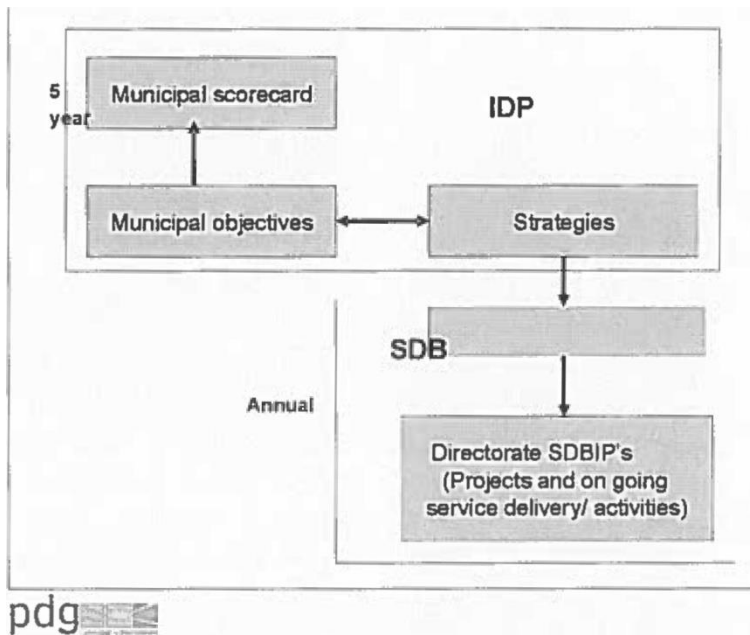 5
year
Municipal scorecard
IDP
Municipal objectives
Strategies
SDB
Annual
Directorate SDBIP's
(Projects and on going
service delivery/ activities)
pdg